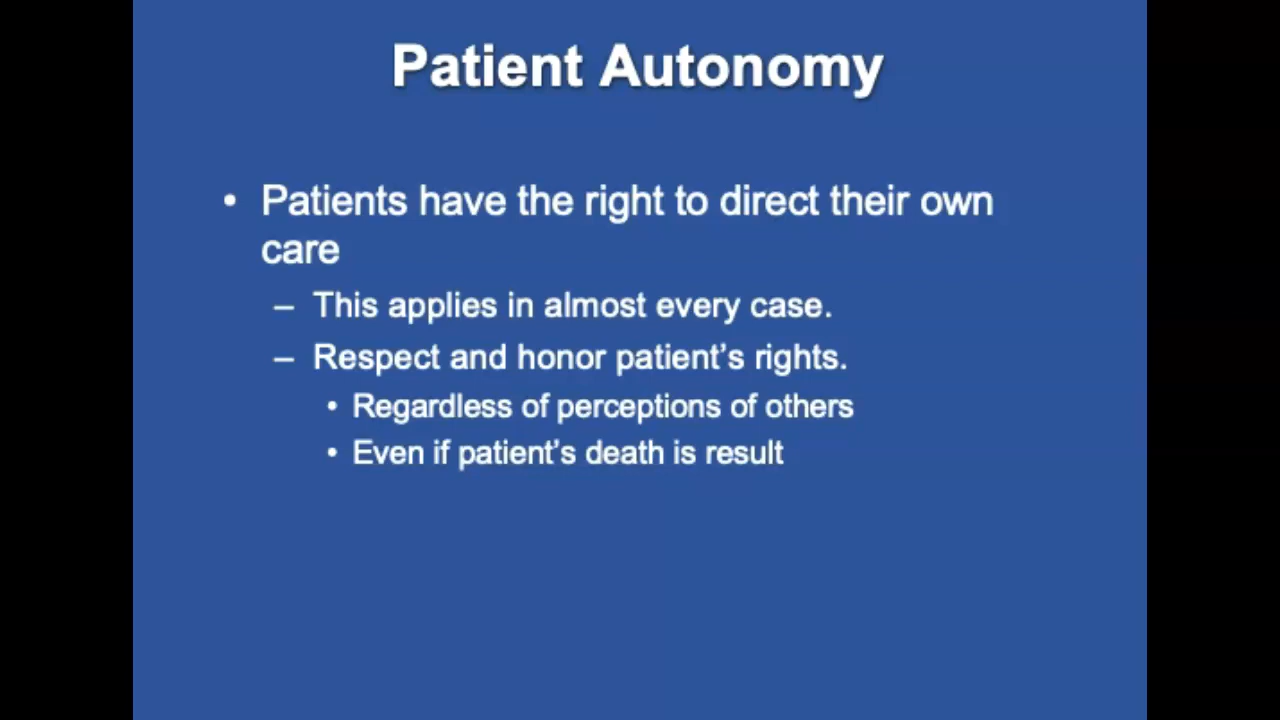 Patient Autonomy
• Patients have the right to direct their own
care
– This applies in almost every case.
– Respect and honor patient’s rights.
• Regardless of perceptions of others
• Even if patient’s death is result